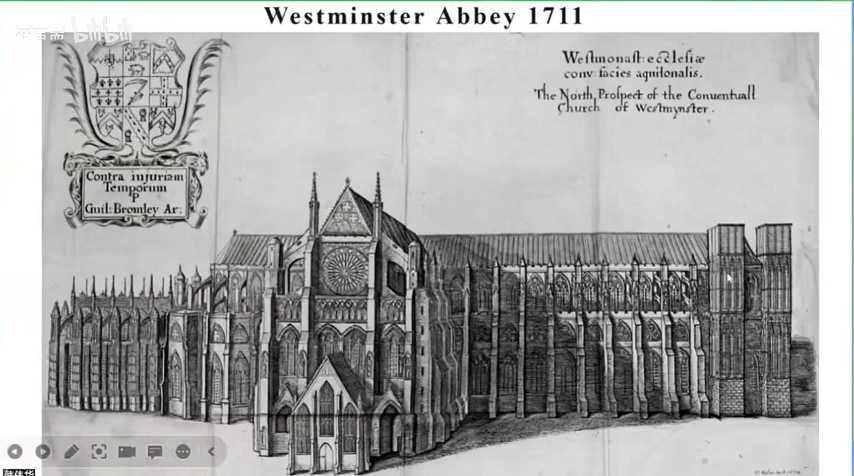 Westminster Abbey 1711
bilibili
Westmonast: ecclesiæ
conv: facies aquilonalis.
The North Prospect of the Conventuall
Church of Westmynster.
Contra injuriam
Temporum
P
Guil: Bromley Ar: